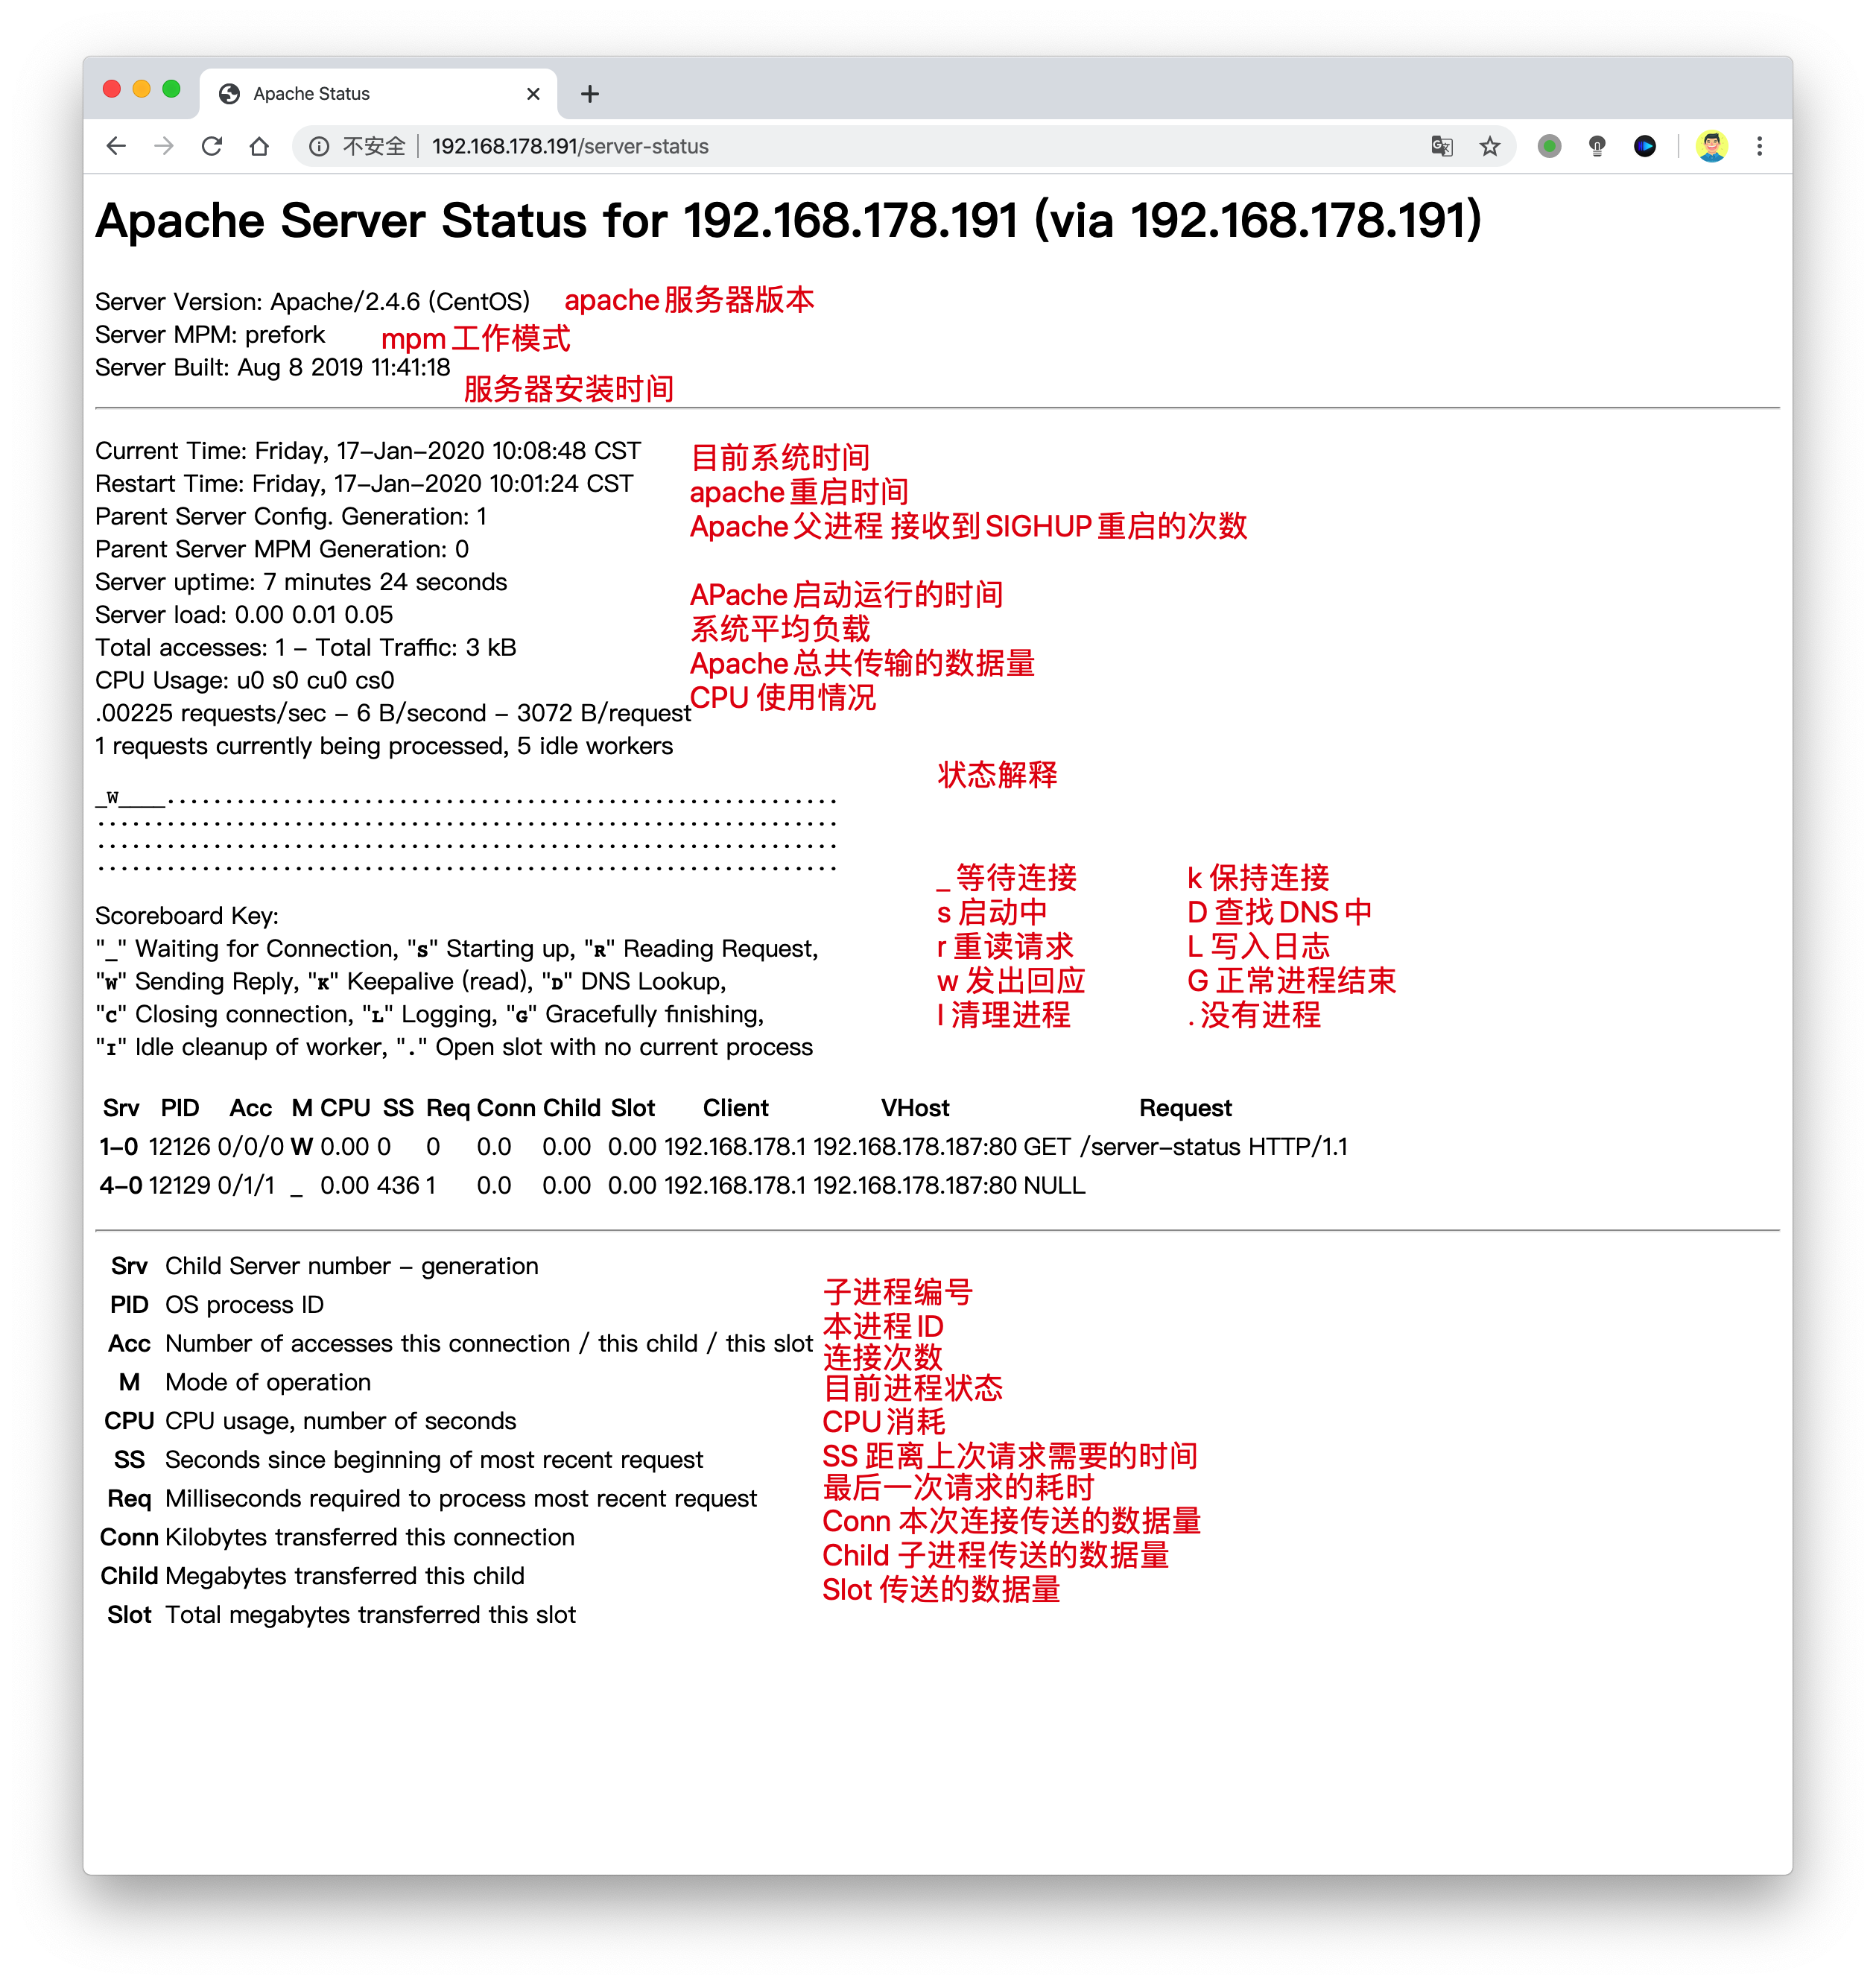 Apache Status
不安全 192.168.178.191/server-status
Apache Server Status for 192.168.178.191 (via 192.168.178.191)
Server Version: Apache/2.4.6 (CentOS) apache服务器版本
Server MPM: prefork mpm工作模式
Server Built: Aug 8 2019 11:41:18
服务器安装时间
Current Time: Friday, 17-Jan-2020 10:08:48 CST 目前系统时间
Restart Time: Friday, 17-Jan-2020 10:01:24 CST apache重启时间
Parent Server Config. Generation: 1 Apache父进程 接收到SIGHUP重启的次数
Parent Server MPM Generation: 0
Server uptime: 7 minutes 24 seconds APache启动运行的时间
Server load: 0.00 0.01 0.05 系统平均负载
Total accesses: 1 - Total Traffic: 3 kB Apache总共传输的数据量
CPU Usage: u0 s0 cu0 cs0 CPU 使用情况
.00225 requests/sec - 6 B/second - 3072 B/request
1 requests currently being processed, 5 idle workers
状态解释
_W____..........................................................
................................................................
................................................................
................................................................
_ 等待连接 k 保持连接
s 启动中 D 查找DNS中
r 重读请求 L 写入日志
w 发出回应 G 正常进程结束
I 清理进程 . 没有进程
Scoreboard Key:
"_" Waiting for Connection, "S" Starting up, "R" Reading Request,
"W" Sending Reply, "K" Keepalive (read), "D" DNS Lookup,
"C" Closing connection, "L" Logging, "G" Gracefully finishing,
"I" Idle cleanup of worker, "." Open slot with no current process
Srv PID Acc M CPU SS Req Conn Child Slot Client VHost Request
1-0 12126 0/0/0 W 0.00 0 0 0.0 0.00 0.00 192.168.178.1 192.168.178.187:80 GET /server-status HTTP/1.1
4-0 12129 0/1/1 _ 0.00 436 1 0.0 0.00 0.00 192.168.178.1 192.168.178.187:80 NULL
Srv Child Server number - generation
子进程编号
PID OS process ID
本进程ID
Acc Number of accesses this connection / this child / this slot
连接次数
M Mode of operation
目前进程状态
CPU CPU usage, number of seconds
CPU消耗
SS Seconds since beginning of most recent request
SS 距离上次请求需要的时间
Req Milliseconds required to process most recent request
最后一次请求的耗时
Conn Kilobytes transferred this connection
Conn 本次连接传送的数据量
Child Megabytes transferred this child
Child 子进程传送的数据量
Slot Total megabytes transferred this slot
Slot 传送的数据量